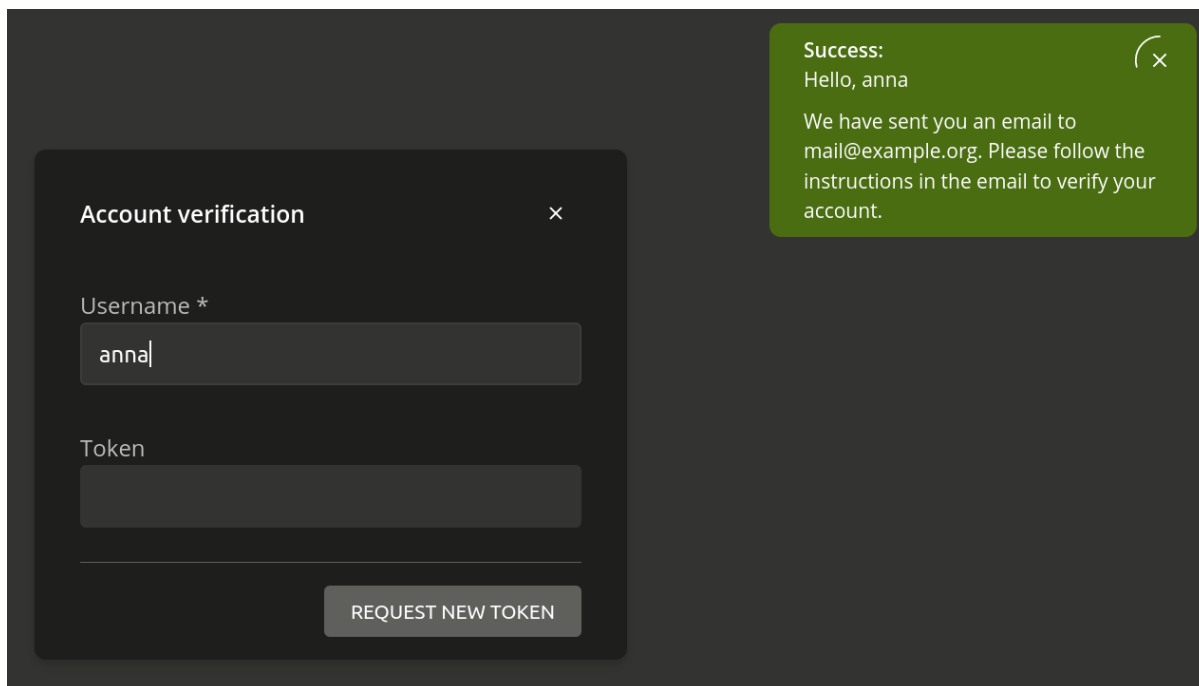 Success:
Hello, anna
We have sent you an email to
mail@example.org. Please follow the
instructions in the email to verify your
account.
Account verification
Username *
anna
Token
REQUEST NEW TOKEN